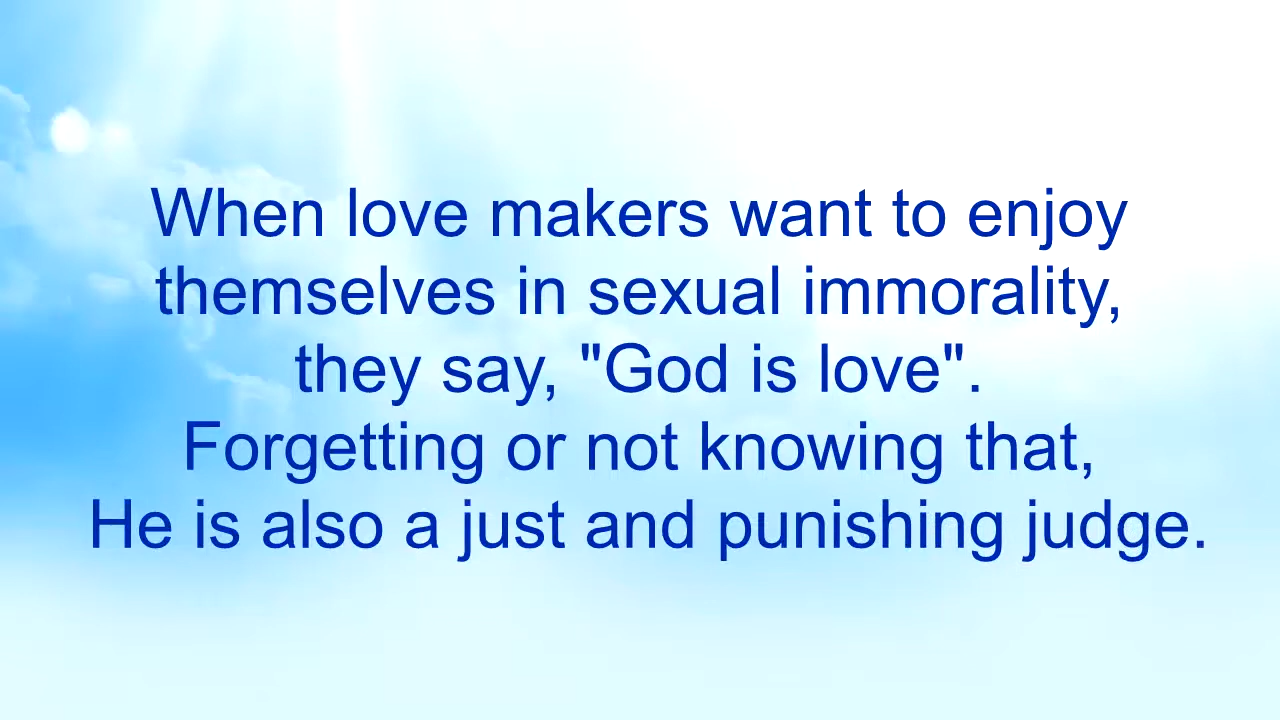 When love makers want to enjoy
themselves in sexual immorality,
they say, "God is love".
Forgetting or not knowing that,
He is also a just and punishing judge.